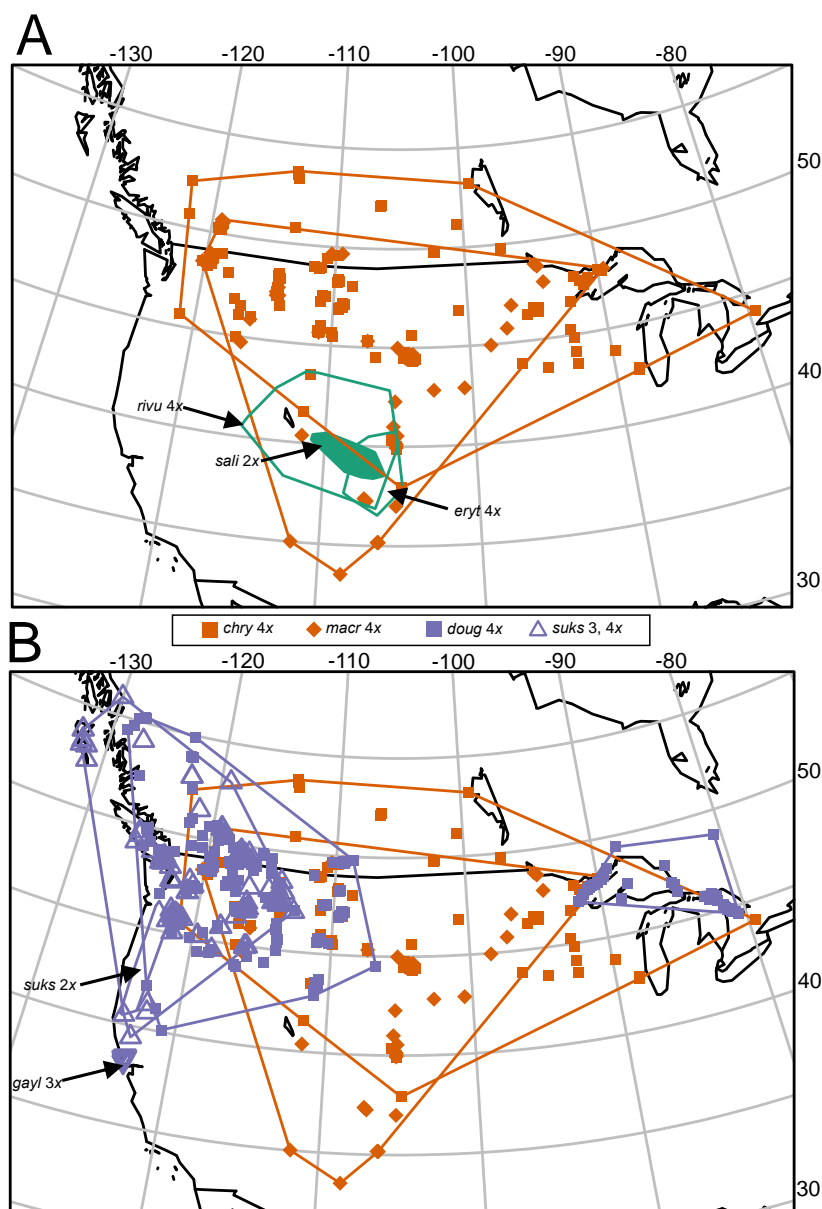 A
-130 -120 -110 -100 -90 -80
50
40
rivu 4x
sali 2x
eryt 4x
30
chry 4x macr 4x doug 4x suks 3, 4x
B
-130 -120 -110 -100 -90 -80
50
40
suks 2x
gayl 3x
30